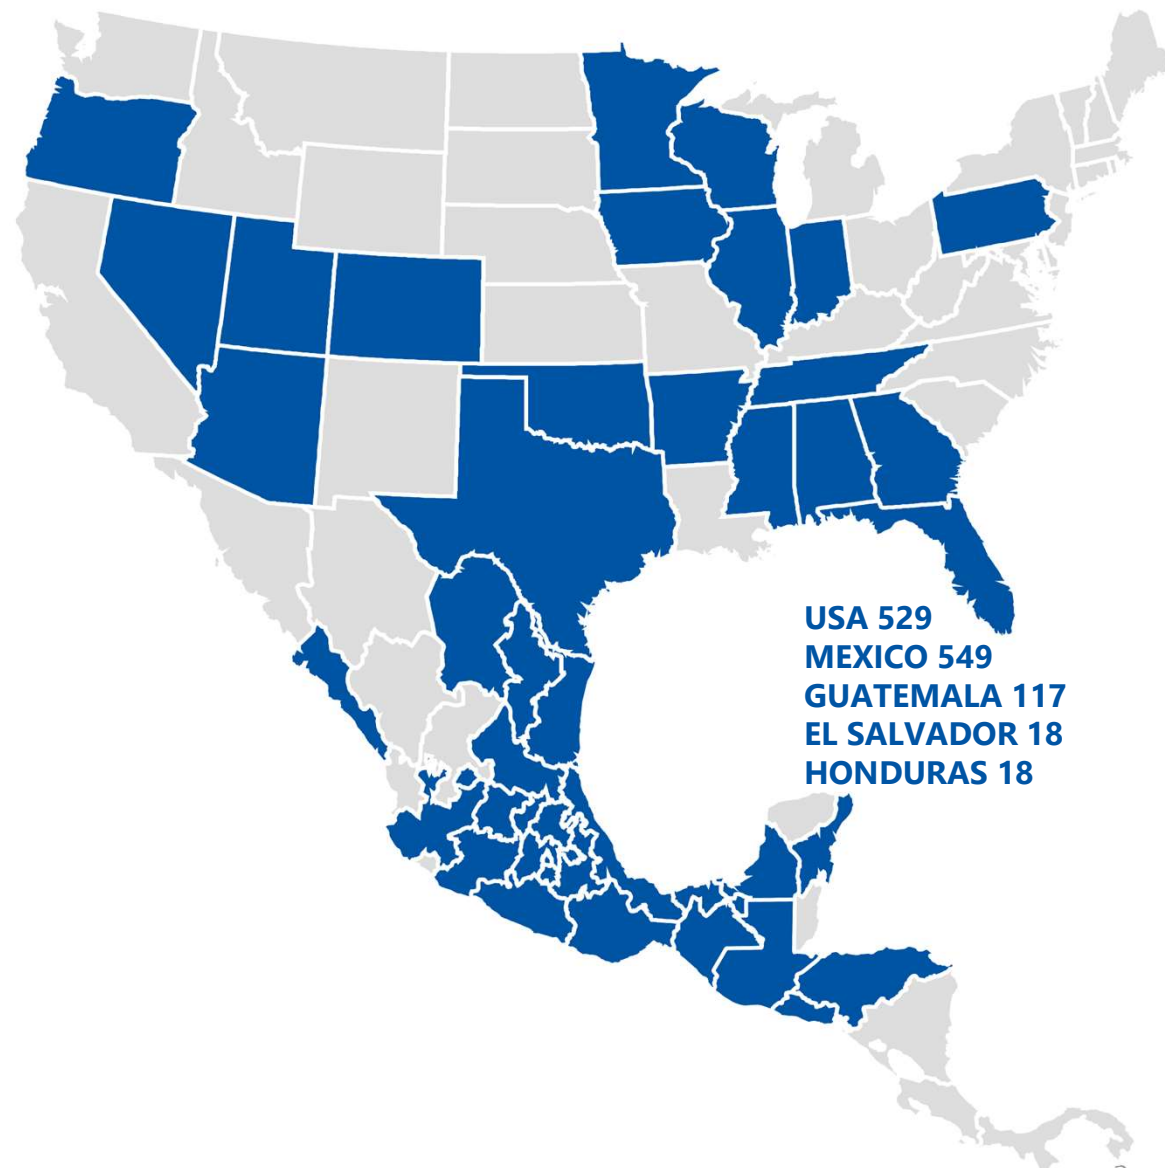 USA 529
MEXICO 549
GUATEMALA 117
EL SALVADOR 18
HONDURAS 18